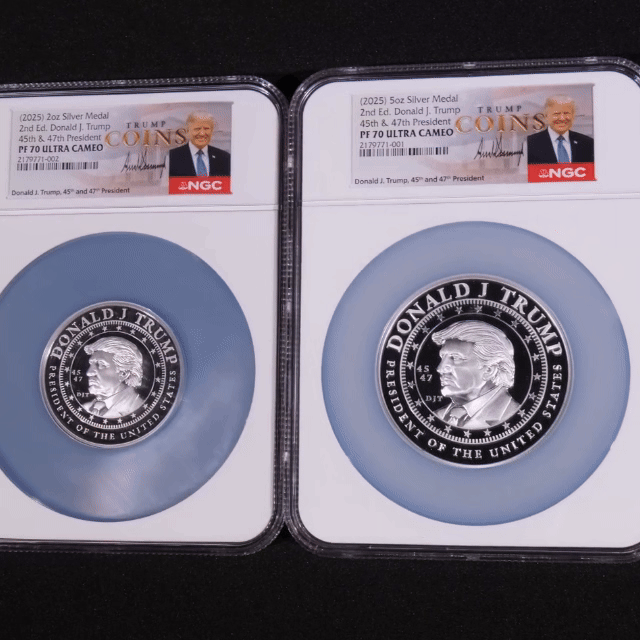 (2025) 2oz Silver Medal
2nd Ed. Donald J. Trump
45th & 47th President
PF 70 ULTRA CAMEO
2179771-002
TRUMP
COINS
NGC
Donald J. Trump, 45th and 47th President
DONALD J TRUMP
45
47
DJT
PRESIDENT OF THE UNITED STATES
(2025) 5oz Silver Medal
2nd Ed. Donald J. Trump
45th & 47th President
PF 70 ULTRA CAMEO
2179771-001
TRUMP
COINS
NGC
Donald J. Trump, 45th and 47th President
DONALD J TRUMP
45
47
DJT
PRESIDENT OF THE UNITED STATES